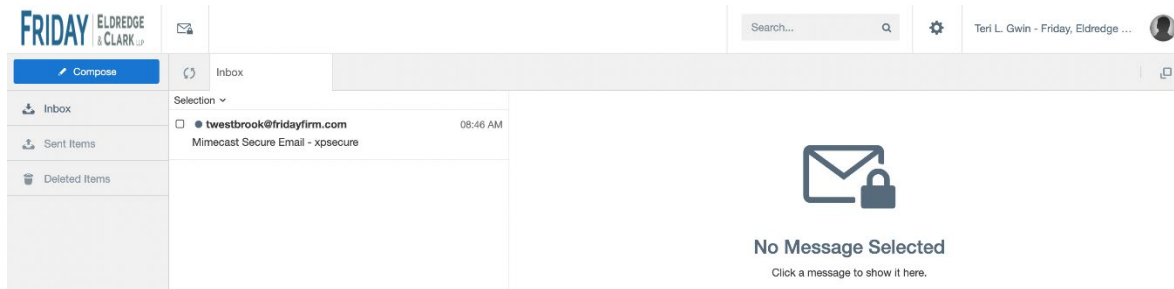 FRIDAY ELDREDGE & CLARK LLP
Search...
Teri L. Gwin - Friday, Eldredge ...
Compose
Inbox
Inbox
Sent Items
Deleted Items
Selection
twestbrook@fridayfirm.com 08:46 AM
Mimecast Secure Email - xpsecure
No Message Selected
Click a message to show it here.